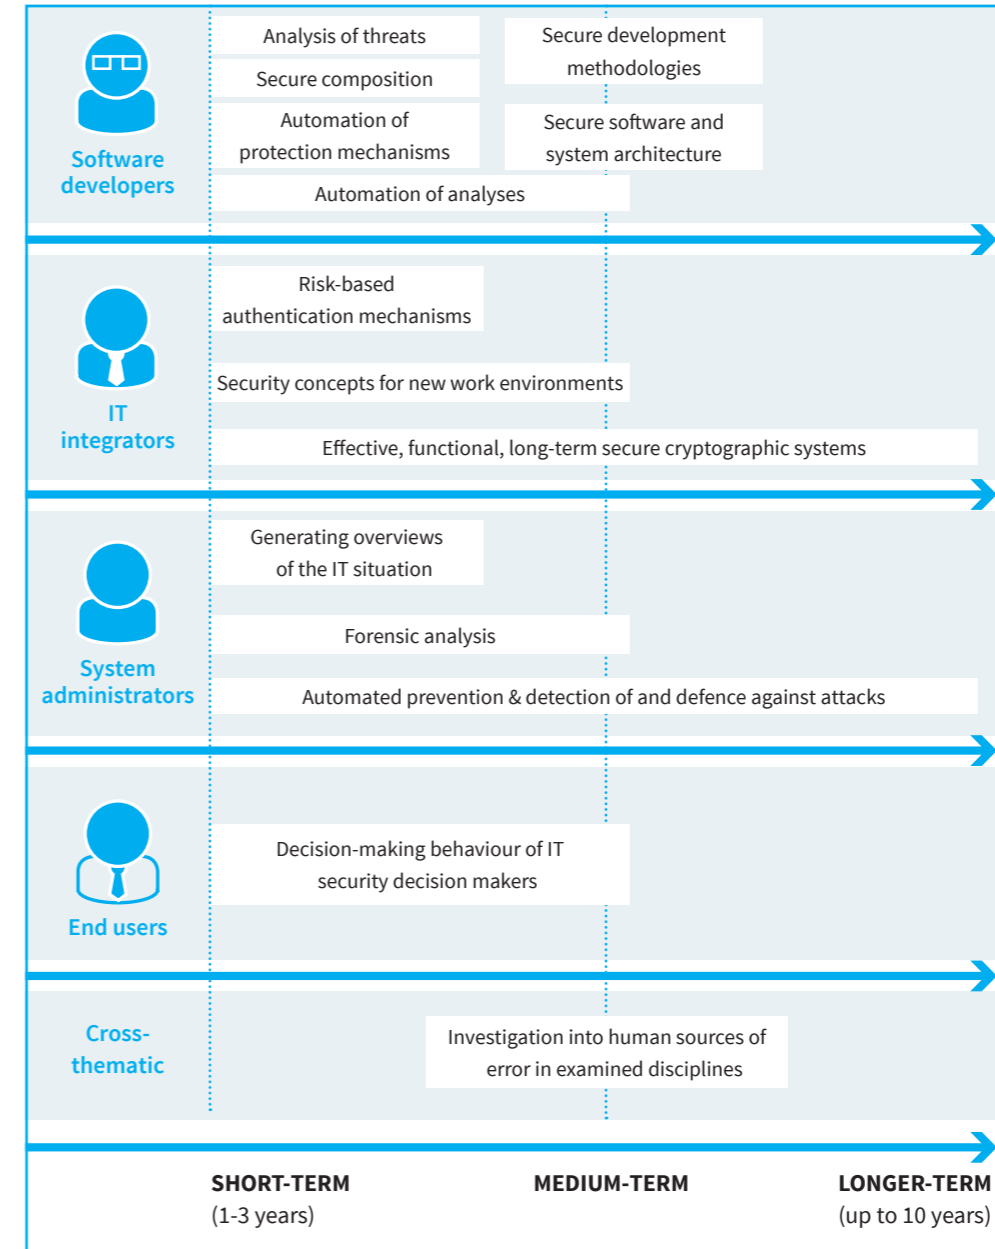 Software
developers
Analysis of threats
Secure composition
Automation of
protection mechanisms
Secure development
methodologies
Secure software and
system architecture
Automation of analyses
IT
integrators
Risk-based
authentication mechanisms
Security concepts for new work environments
Effective, functional, long-term secure cryptographic systems
System
administrators
Generating overviews
of the IT situation
Forensic analysis
Automated prevention & detection of and defence against attacks
End users
Decision-making behaviour of IT
security decision makers
Cross-
thematic
Investigation into human sources of
error in examined disciplines
SHORT-TERM
(1-3 years)
MEDIUM-TERM
LONGER-TERM
(up to 10 years)